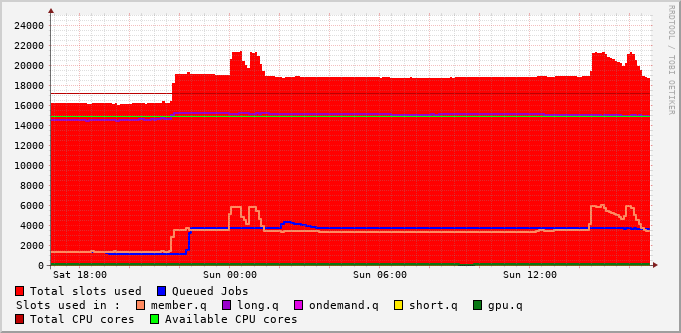 24000
22000
20000
18000
16000
14000
12000
10000
8000
6000
4000
2000
0
Sat 18:00 Sun 00:00 Sun 06:00 Sun 12:00
Total slots used Queued Jobs
Slots used in : member.q long.q ondemand.q short.q gpu.q
Total CPU cores Available CPU cores
RRDTOOL / TOBI OETIKER